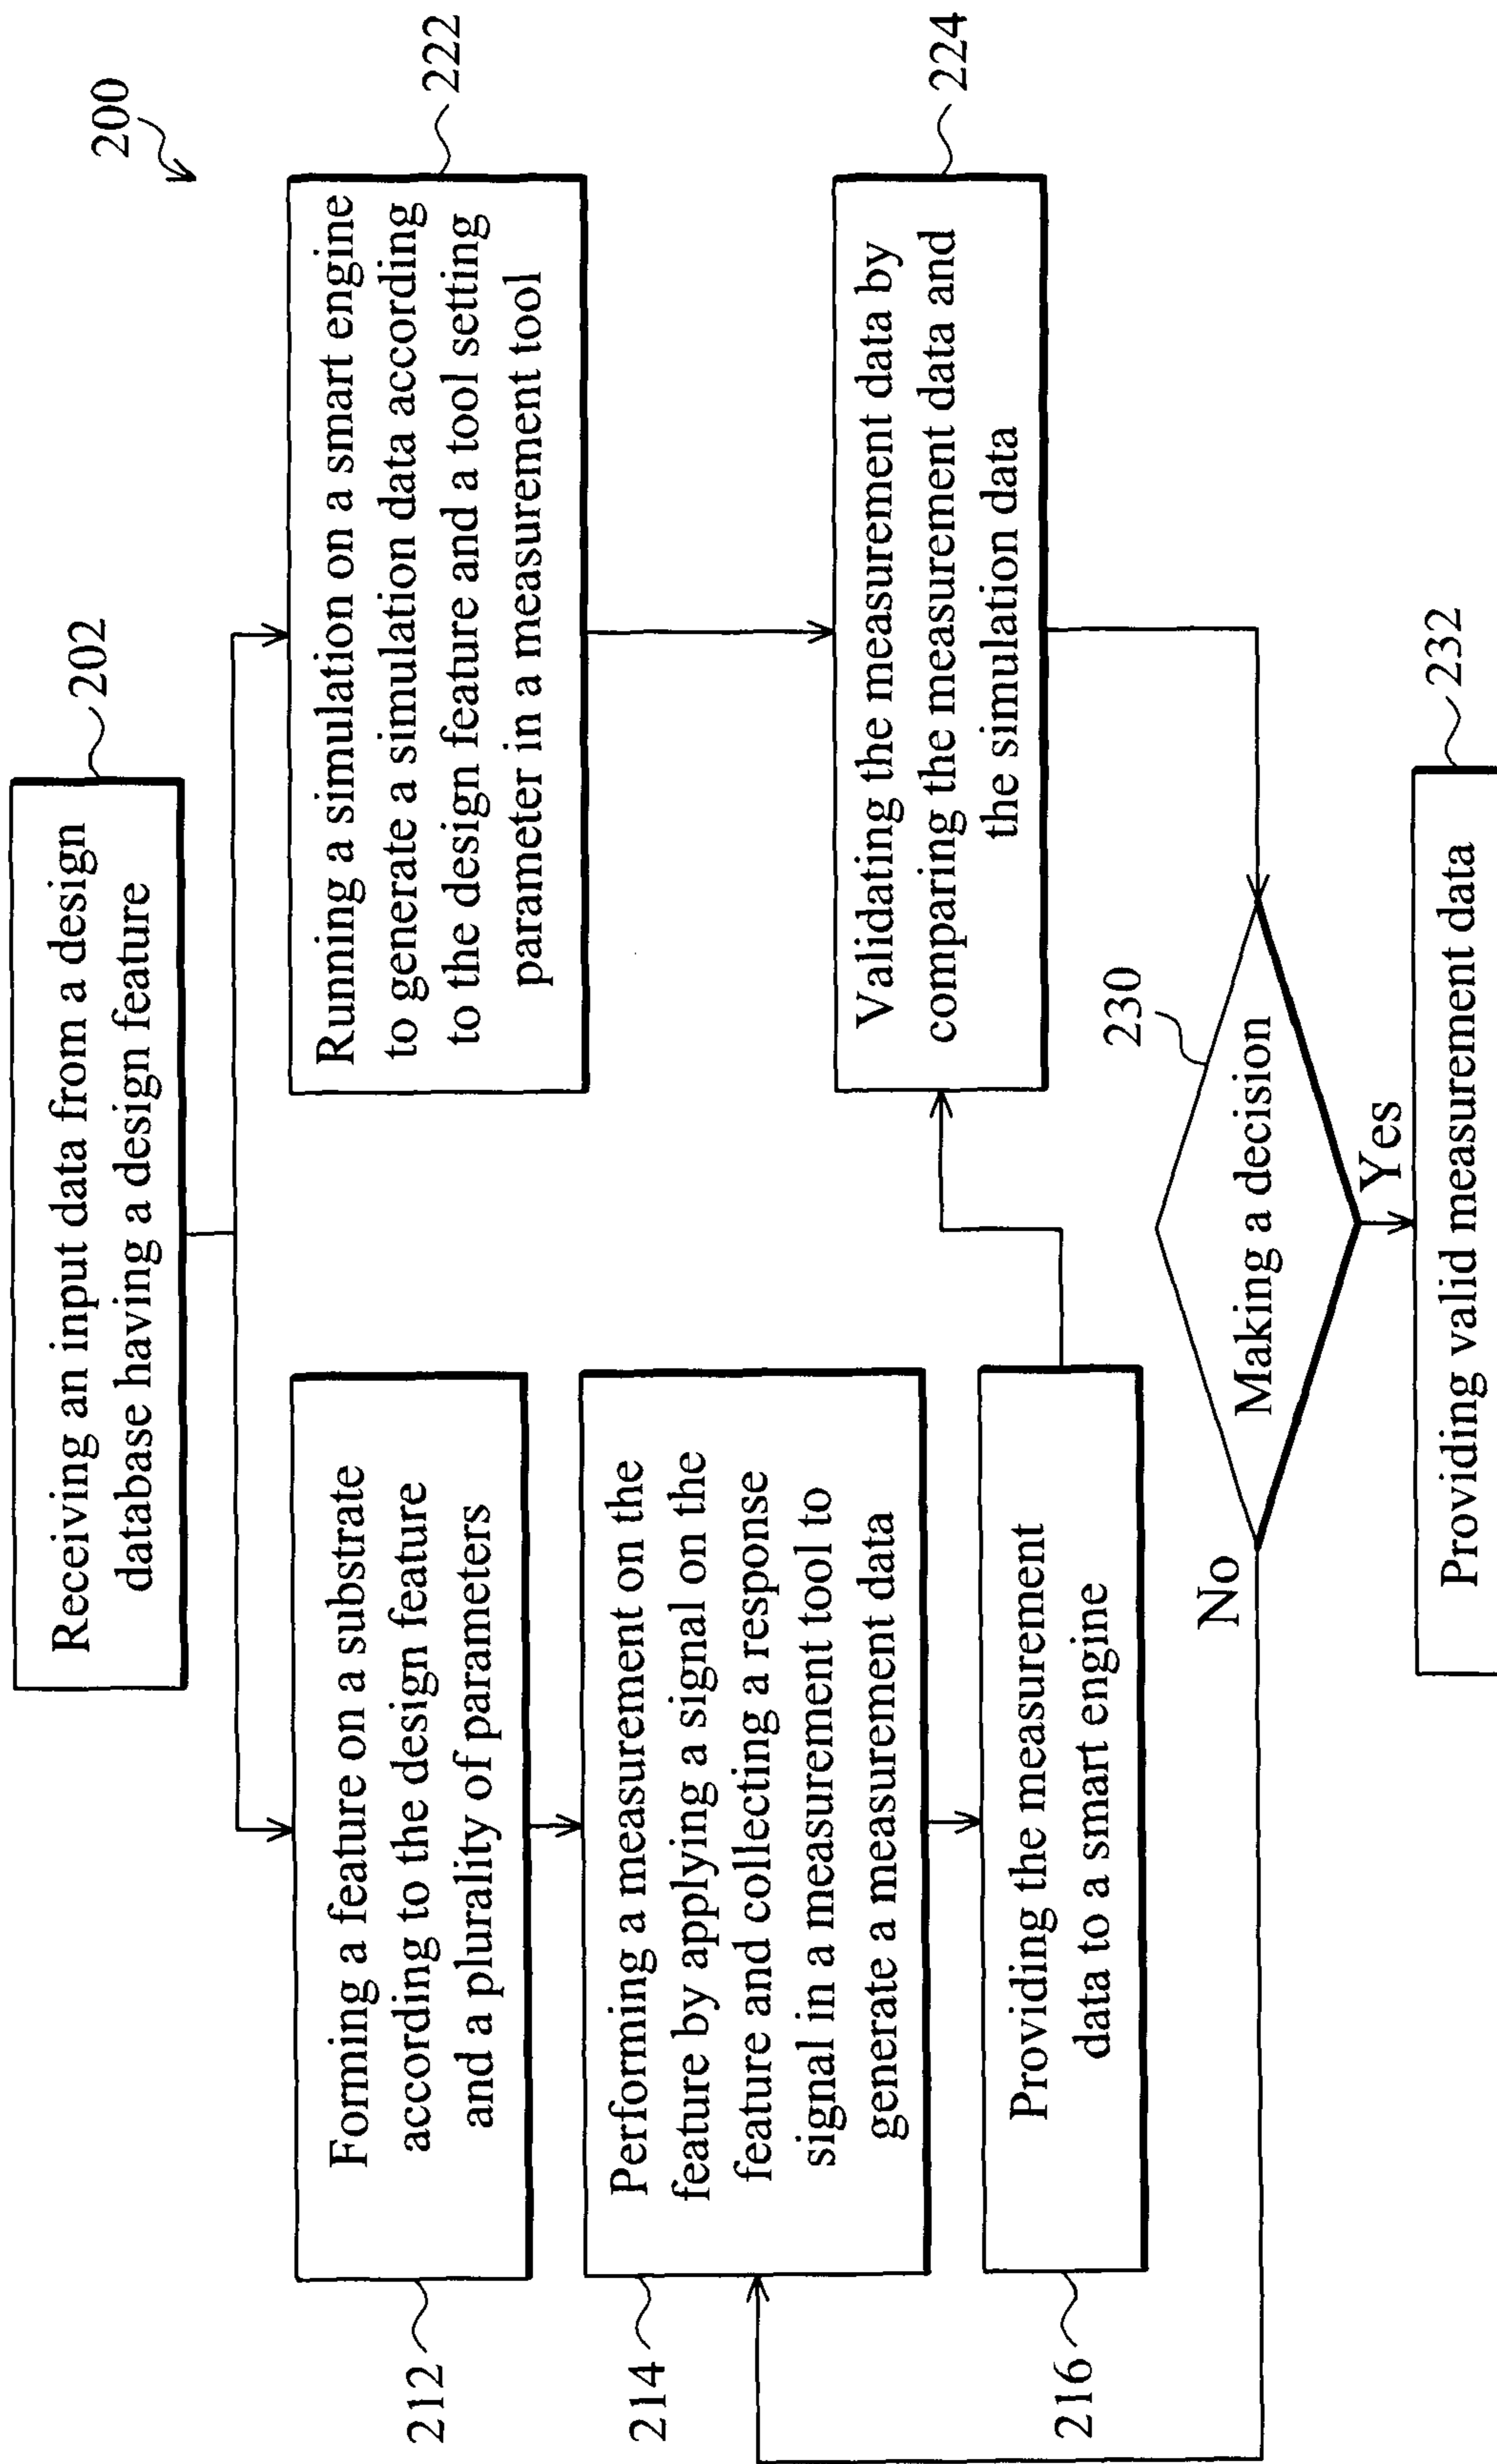 200
Receiving an input data from a design
database having a design feature
202
Forming a feature on a substrate
according to the design feature
and a plurality of parameters
212
Performing a measurement on the
feature by applying a signal on the
feature and collecting a response
signal in a measurement tool to
generate a measurement data
214
Providing the measurement
data to a smart engine
216
Running a simulation on a smart engine
to generate a simulation data according
to the design feature and a tool setting
parameter in a measurement tool
222
Validating the measurement data by
comparing the measurement data and
the simulation data
224
Making a decision
230
No
Yes
Providing valid measurement data
232